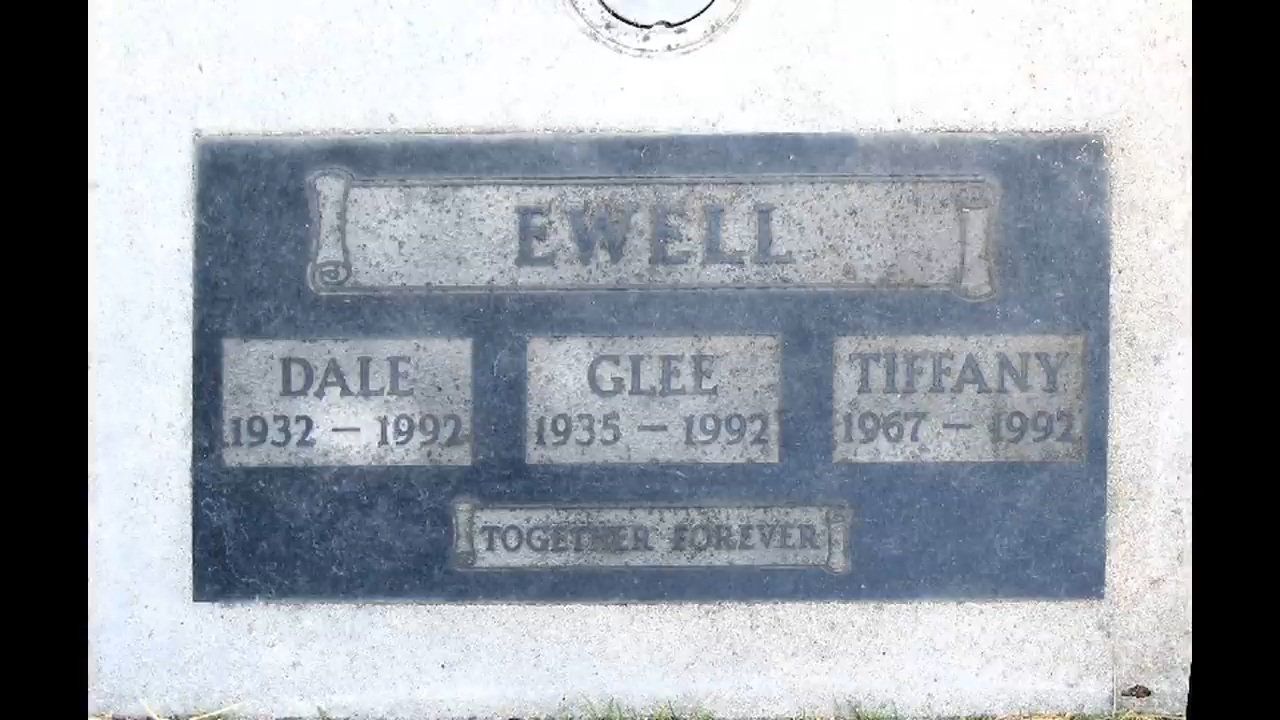 EWELL
DALE
1932 – 1992
GLEE
1935 – 1992
TIFFANY
1967 – 1992
TOGETHER FOREVER